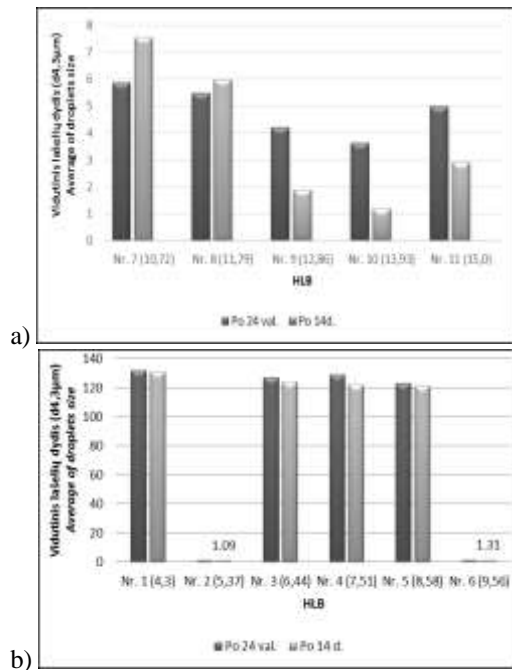 a)
Vidutinis lašelių dydis (d4,3µm)
Average of droplets size
8
7
6
5
4
3
2
1
0
Nr. 7 (10,72) Nr. 8 (11,79) Nr. 9 (12,86) Nr. 10 (13,93) Nr. 11 (15,0)
HLB
Po 24 val. Po 14d.
b)
Vidutinis lašelių dydis (d4,3µm)
Average of droplets size
140
120
100
80
60
40
20
0
1.09
1.31
Nr. 1 (4,3) Nr. 2 (5,37) Nr. 3 (6,44) Nr. 4 (7,51) Nr. 5 (8,58) Nr. 6 (9,56)
HLB
Po 24 val. Po 14 d.